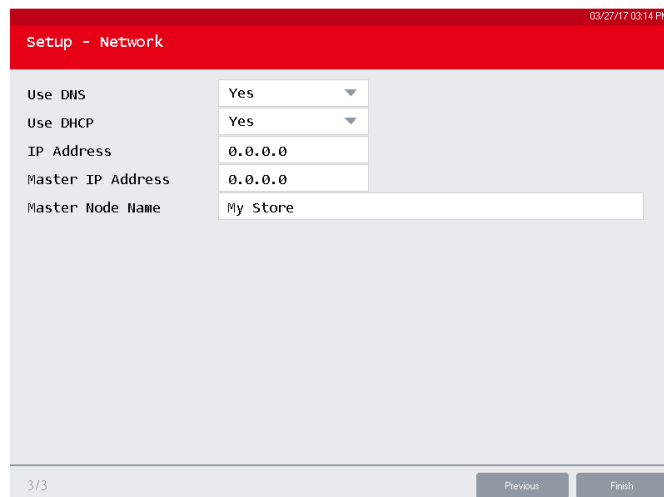 03/27/17 03:14 PM
Setup - Network
Use DNS Yes
Use DHCP Yes
IP Address 0.0.0.0
Master IP Address 0.0.0.0
Master Node Name My Store
3/3 Previous Finish